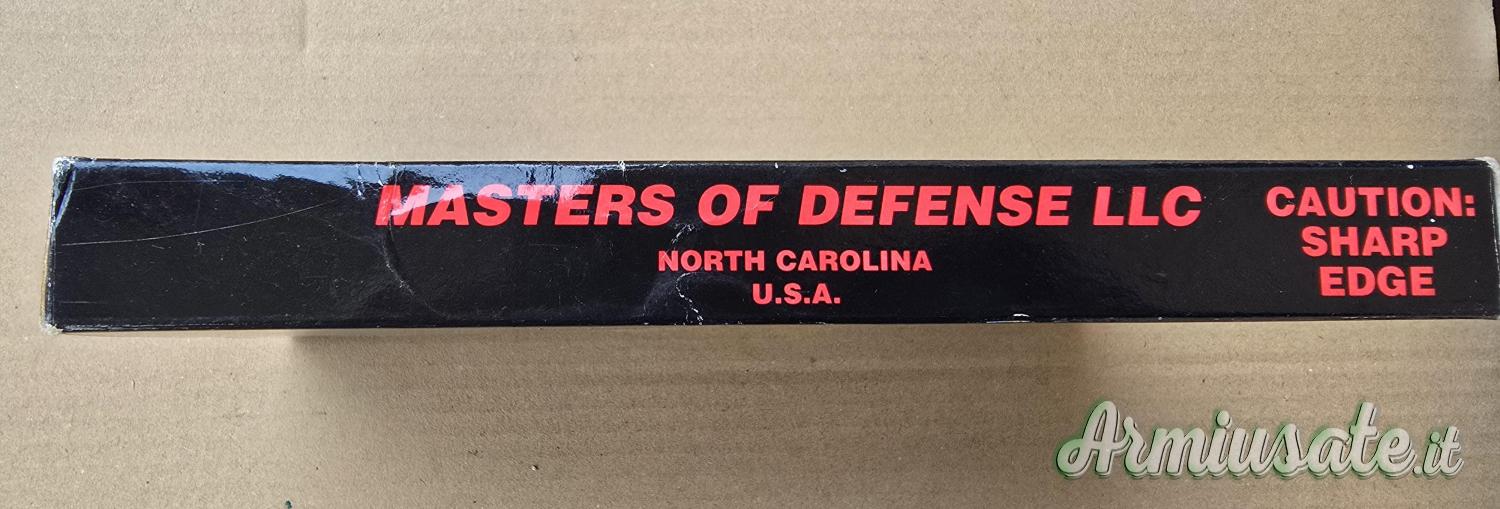 MASTERS OF DEFENSE LLC
NORTH CAROLINA
U.S.A.
CAUTION:
SHARP
EDGE
Armiusate.it